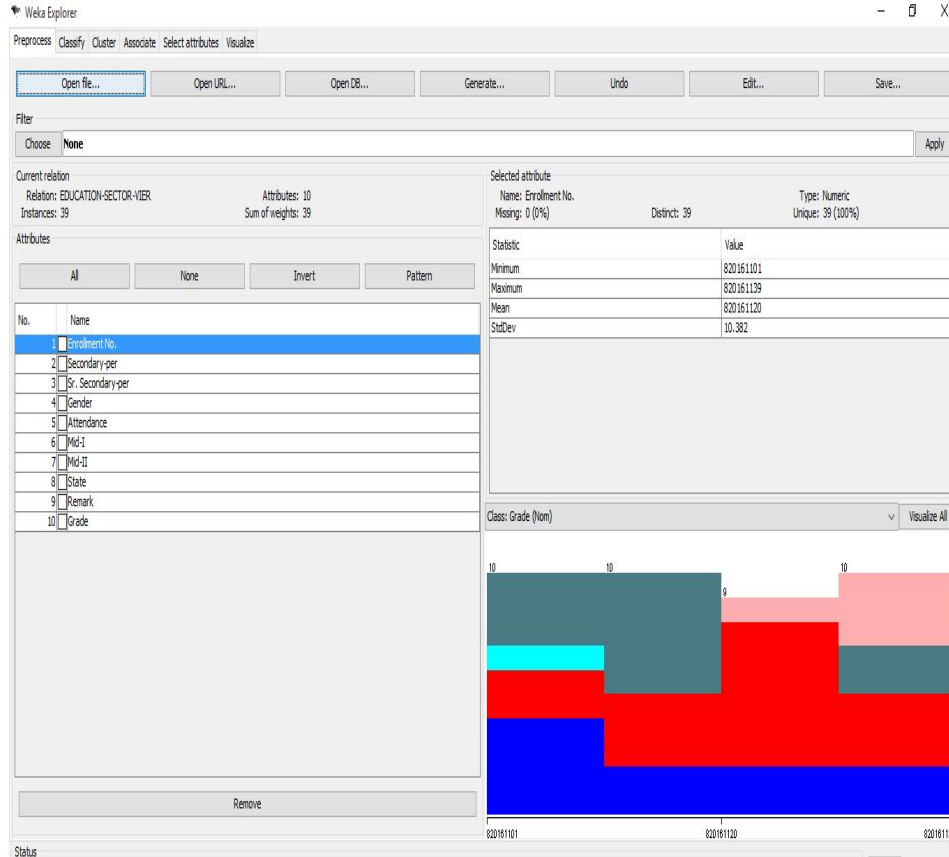 Weka Explorer
Preprocess Classify Cluster Associate Select attributes Visualize
Open file... Open URL... Open DB... Generate... Undo Edit... Save...
Filter
Choose None Apply
Current relation
Relation: EDUCATION-SECTOR-VIER Attributes: 10
Instances: 39 Sum of weights: 39
Attributes
All None Invert Pattern
No. Name
1 Enrollment No.
2 Secondary-per
3 Sr. Secondary-per
4 Gender
5 Attendance
6 Mid-I
7 Mid-II
8 State
9 Remark
10 Grade
Remove
Selected attribute
Name: Enrollment No. Type: Numeric
Missing: 0 (0%) Distinct: 39 Unique: 39 (100%)
Statistic Value
Minimum 820161101
Maximum 820161139
Mean 820161120
StdDev 10.382
Class: Grade (Nom) Visualize All
10 10 9 10
820161101 820161120 8201611
Status